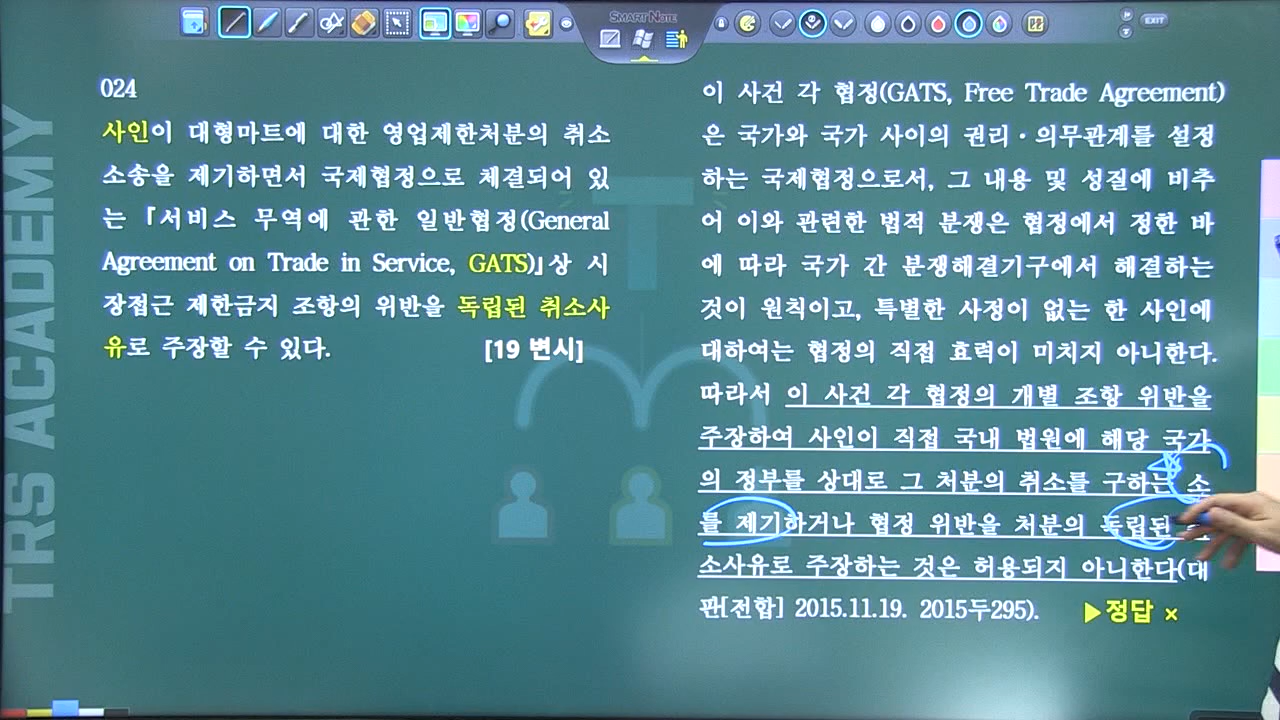 SMART NOTE
EXIT
TRS ACADEMY
024
사인이 대형마트에 대한 영업제한처분의 취소
소송을 제기하면서 국제협정으로 체결되어 있
는 「서비스 무역에 관한 일반협정(General
Agreement on Trade in Service, GATS)」상 시
장접근 제한금지 조항의 위반을 독립된 취소사
유로 주장할 수 있다. [19 변시]
이 사건 각 협정(GATS, Free Trade Agreement)
은 국가와 국가 사이의 권리·의무관계를 설정
하는 국제협정으로서, 그 내용 및 성질에 비추
어 이와 관련한 법적 분쟁은 협정에서 정한 바
에 따라 국가 간 분쟁해결기구에서 해결하는
것이 원칙이고, 특별한 사정이 없는 한 사인에
대하여는 협정의 직접 효력이 미치지 아니한다.
따라서 이 사건 각 협정의 개별 조항 위반을
주장하여 사인이 직접 국내 법원에 해당 국가
의 정부를 상대로 그 처분의 취소를 구하는 소
를 제기하거나 협정 위반을 처분의 독립된
소사유로 주장하는 것은 허용되지 아니한다(대
판[전합] 2015.11.19. 2015두295). ▶정답 ×